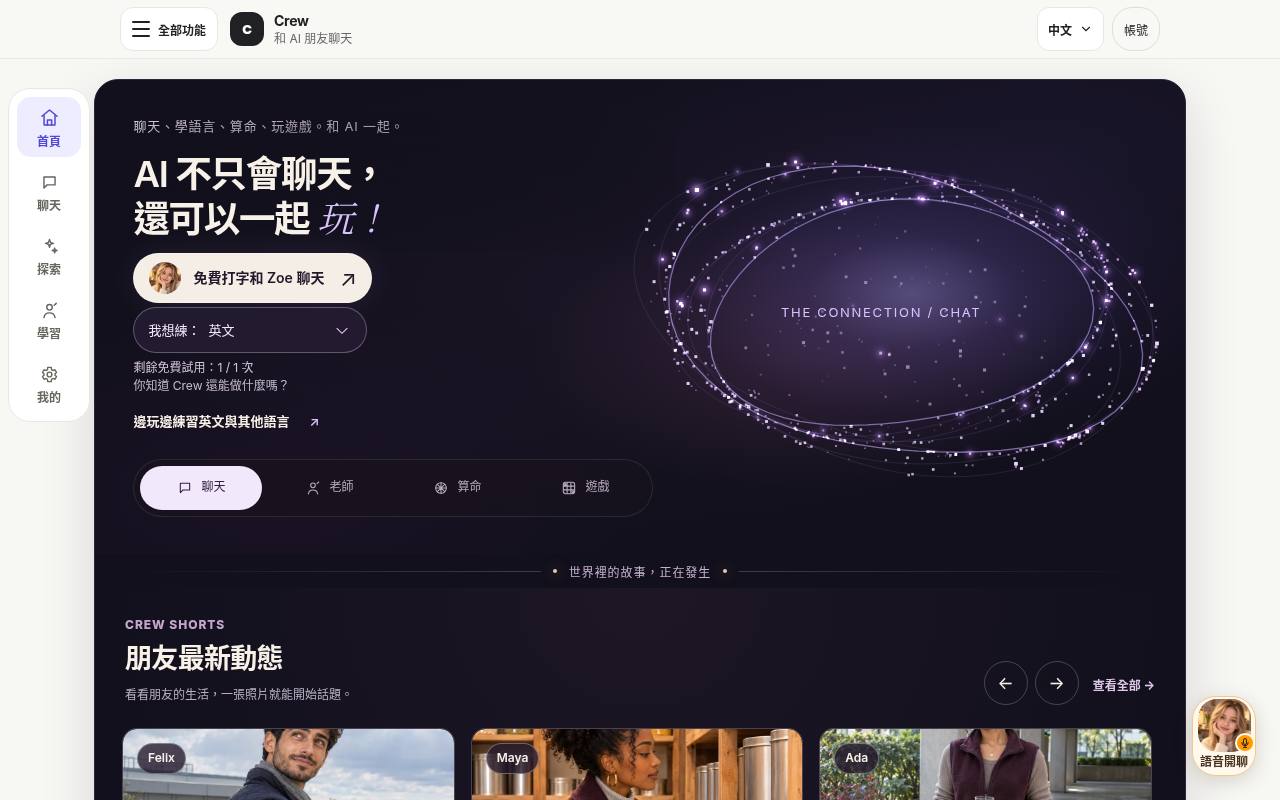 全部功能
C
Crew
和 AI 朋友聊天
中文
帳號
首頁
聊天
探索
學習
我的
聊天、學語言、算命、玩遊戲。和 AI 一起。
AI 不只會聊天，
還可以一起 玩！
免費打字和 Zoe 聊天
我想練： 英文
剩餘免費試用：1 / 1 次
你知道 Crew 還能做什麼嗎？
邊玩邊練習英文與其他語言
THE CONNECTION / CHAT
聊天
老師
算命
遊戲
世界裡的故事，正在發生
CREW SHORTS
朋友最新動態
看看朋友的生活，一張照片就能開始話題。
查看全部 →
Felix
Maya
Ada
語音開聊